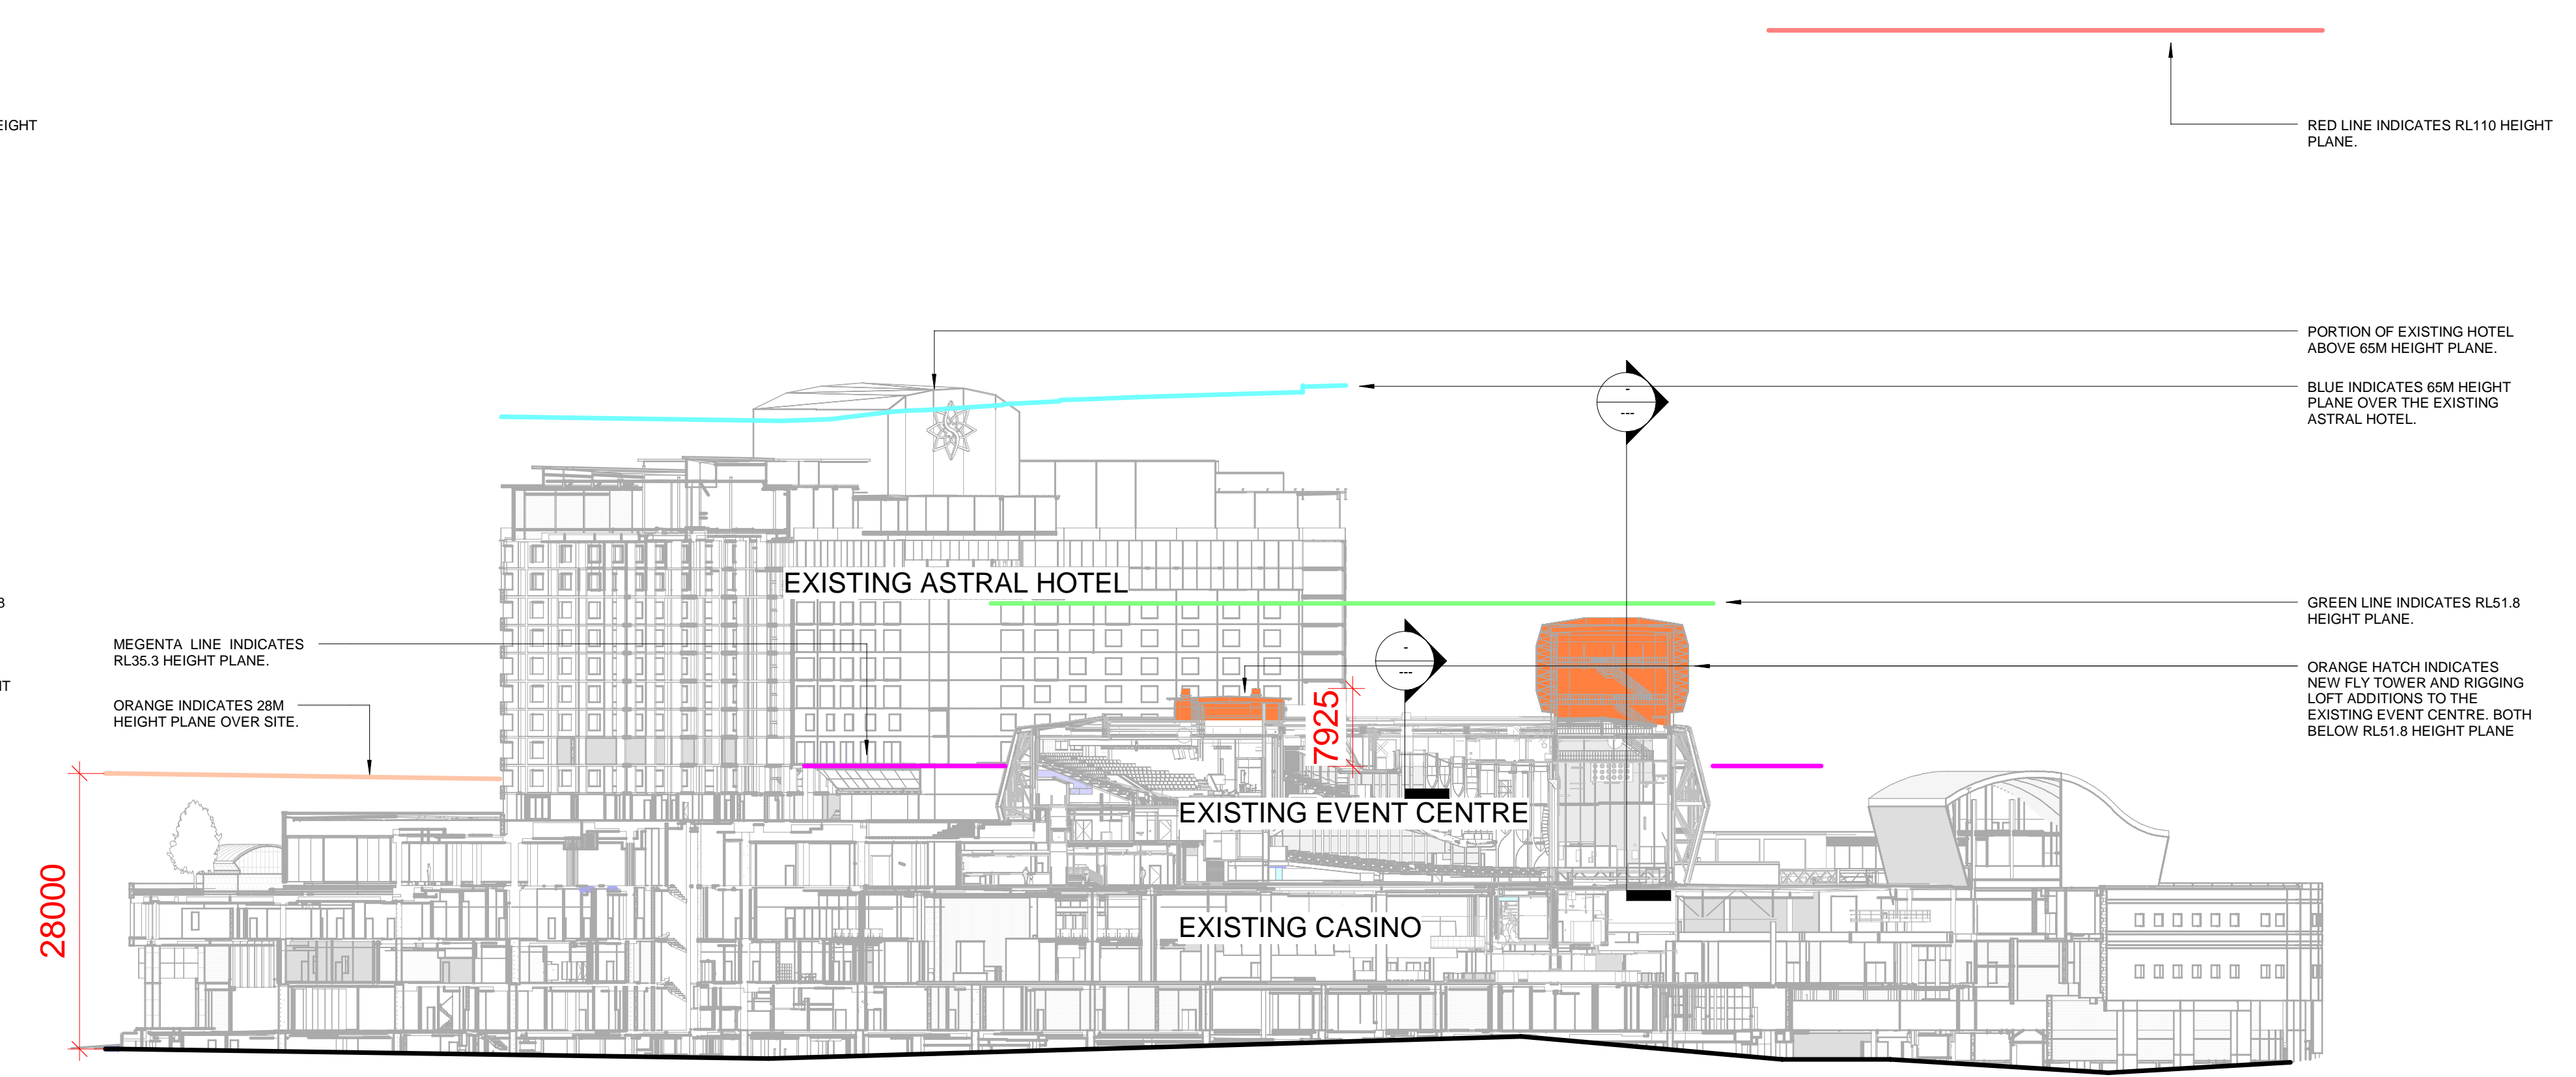 EIGHT
RED LINE INDICATES RL110 HEIGHT
PLANE.
PORTION OF EXISTING HOTEL
ABOVE 65M HEIGHT PLANE.
BLUE INDICATES 65M HEIGHT
PLANE OVER THE EXISTING
ASTRAL HOTEL.
-
---
EXISTING ASTRAL HOTEL
GREEN LINE INDICATES RL51.8
HEIGHT PLANE.
MEGENTA LINE INDICATES
RL35.3 HEIGHT PLANE.
-
---
ORANGE HATCH INDICATES
NEW FLY TOWER AND RIGGING
LOFT ADDITIONS TO THE
EXISTING EVENT CENTRE. BOTH
BELOW RL51.8 HEIGHT PLANE
ORANGE INDICATES 28M
HEIGHT PLANE OVER SITE.
7925
EXISTING EVENT CENTRE
28000
EXISTING CASINO